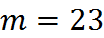 𝑚 = 23